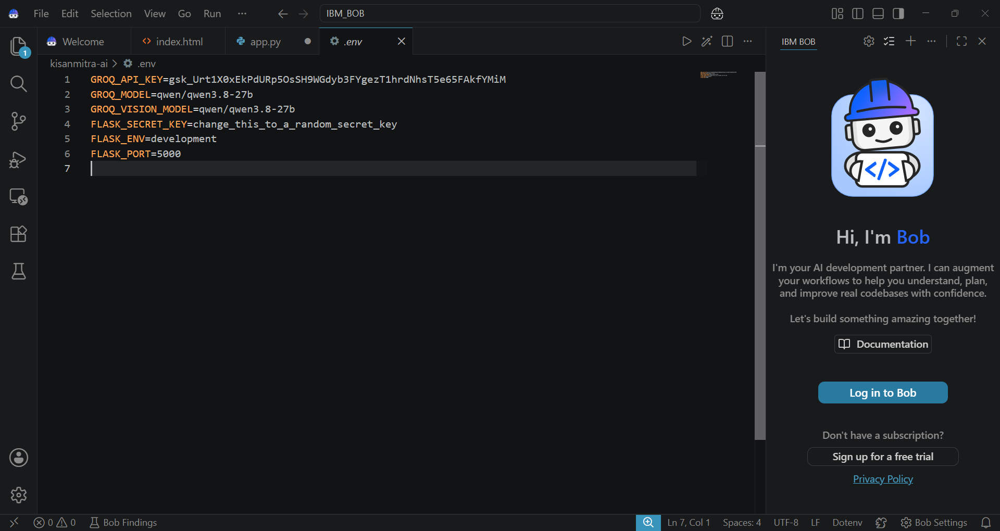 File Edit Selection View Go Run ··· IBM_BOB
Welcome index.html app.py .env IBM BOB
kisanmitra-ai > .env
1 GROQ_API_KEY=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
2 GROQ_MODEL=qwen/qwen3.8-27b
3 GROQ_VISION_MODEL=qwen/qwen3.8-27b
4 FLASK_SECRET_KEY=change_this_to_a_random_secret_key
5 FLASK_ENV=development
6 FLASK_PORT=5000
7
1
</>
Hi, I'm Bob
I'm your AI development partner. I can augment
your workflows to help you understand, plan,
and improve real codebases with confidence.
Let's build something amazing together!
Documentation
Log in to Bob
Don't have a subscription?
Sign up for a free trial
Privacy Policy
0 0 Bob Findings Ln 7, Col 1 Spaces: 4 UTF-8 LF Dotenv Bob Settings